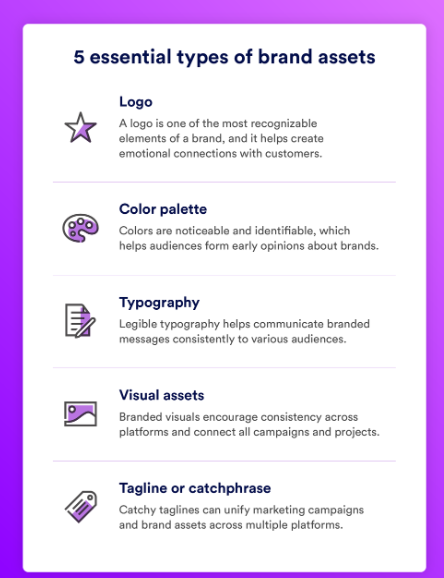 5 essential types of brand assets
Logo
A logo is one of the most recognizable
elements of a brand, and it helps create
emotional connections with customers.
Color palette
Colors are noticeable and identifiable, which
helps audiences form early opinions about brands.
Typography
Legible typography helps communicate branded
messages consistently to various audiences.
Visual assets
Branded visuals encourage consistency across
platforms and connect all campaigns and projects.
Tagline or catchphrase
Catchy taglines can unify marketing campaigns
and brand assets across multiple platforms.